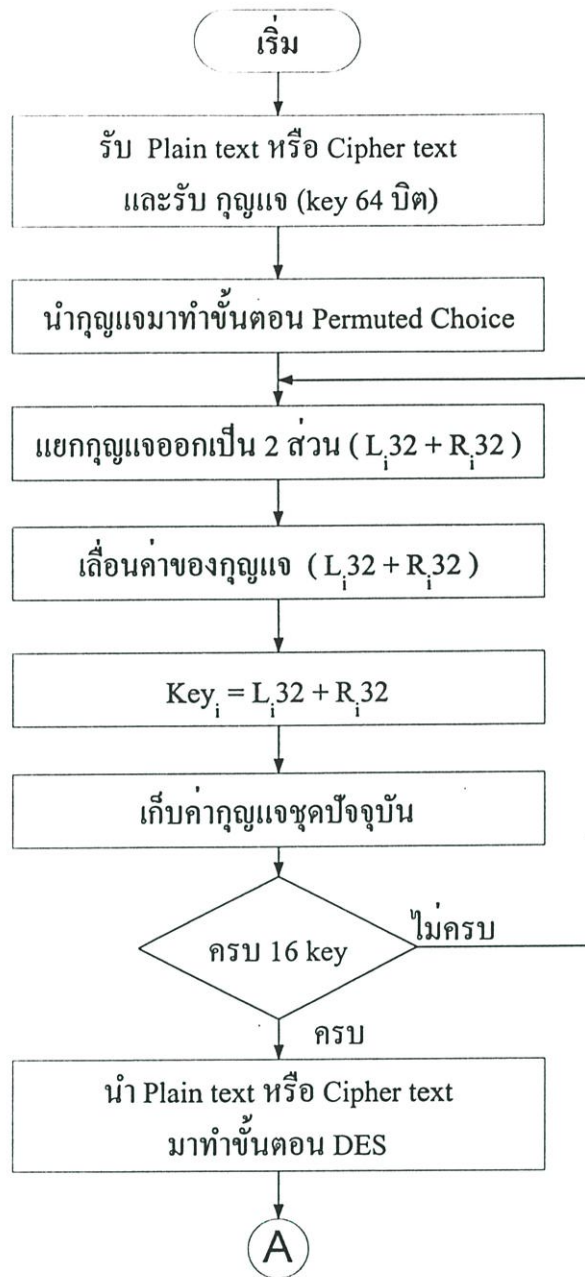 เริ่ม
รับ Plain text หรือ Cipher text
และรับ กุญแจ (key 64 บิต)
นำกุญแจมาทำขั้นตอน Permuted Choice
แยกกุญแจออกเป็น 2 ส่วน ( Lᵢ32 + Rᵢ32 )
เลื่อนค่าของกุญแจ ( Lᵢ32 + Rᵢ32 )
Keyᵢ = Lᵢ32 + Rᵢ32
เก็บค่ากุญแจชุดปัจจุบัน
ครบ 16 key
ไม่ครบ
ครบ
นำ Plain text หรือ Cipher text
มาทำขั้นตอน DES
A